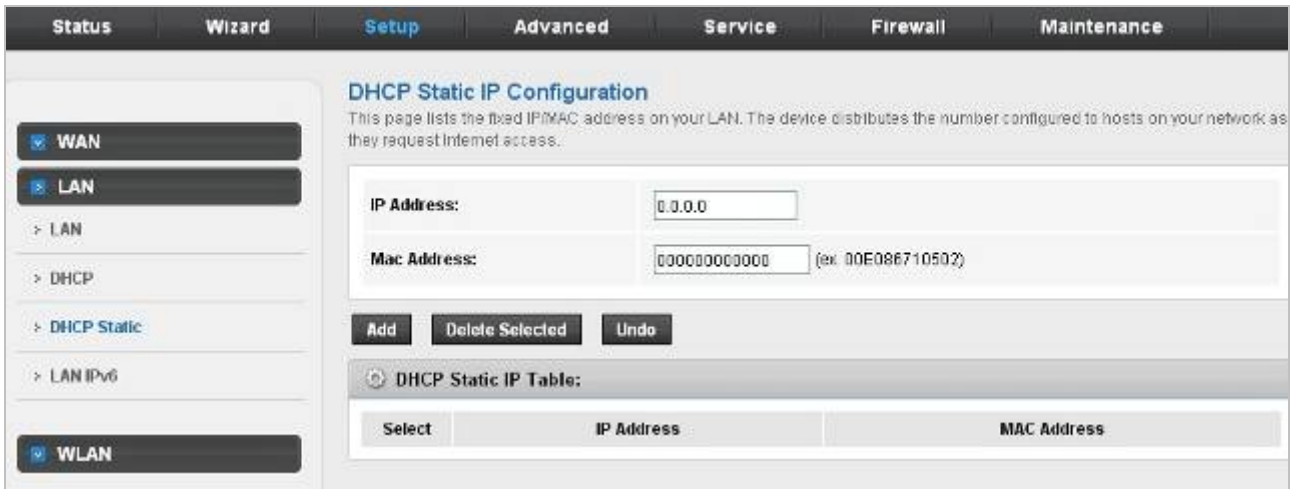 Status Wizard Setup Advanced Service Firewall Maintenance
WAN
LAN
> LAN
> DHCP
> DHCP Static
> LAN IPv6
WLAN
DHCP Static IP Configuration
This page lists the fixed IP/MAC address on your LAN. The device distributes the number configured to hosts on your network as
they request Internet access.
IP Address: 0.0.0.0
Mac Address: 000000000000 (ex. 00E086710502)
Add Delete Selected Undo
DHCP Static IP Table:
Select IP Address MAC Address